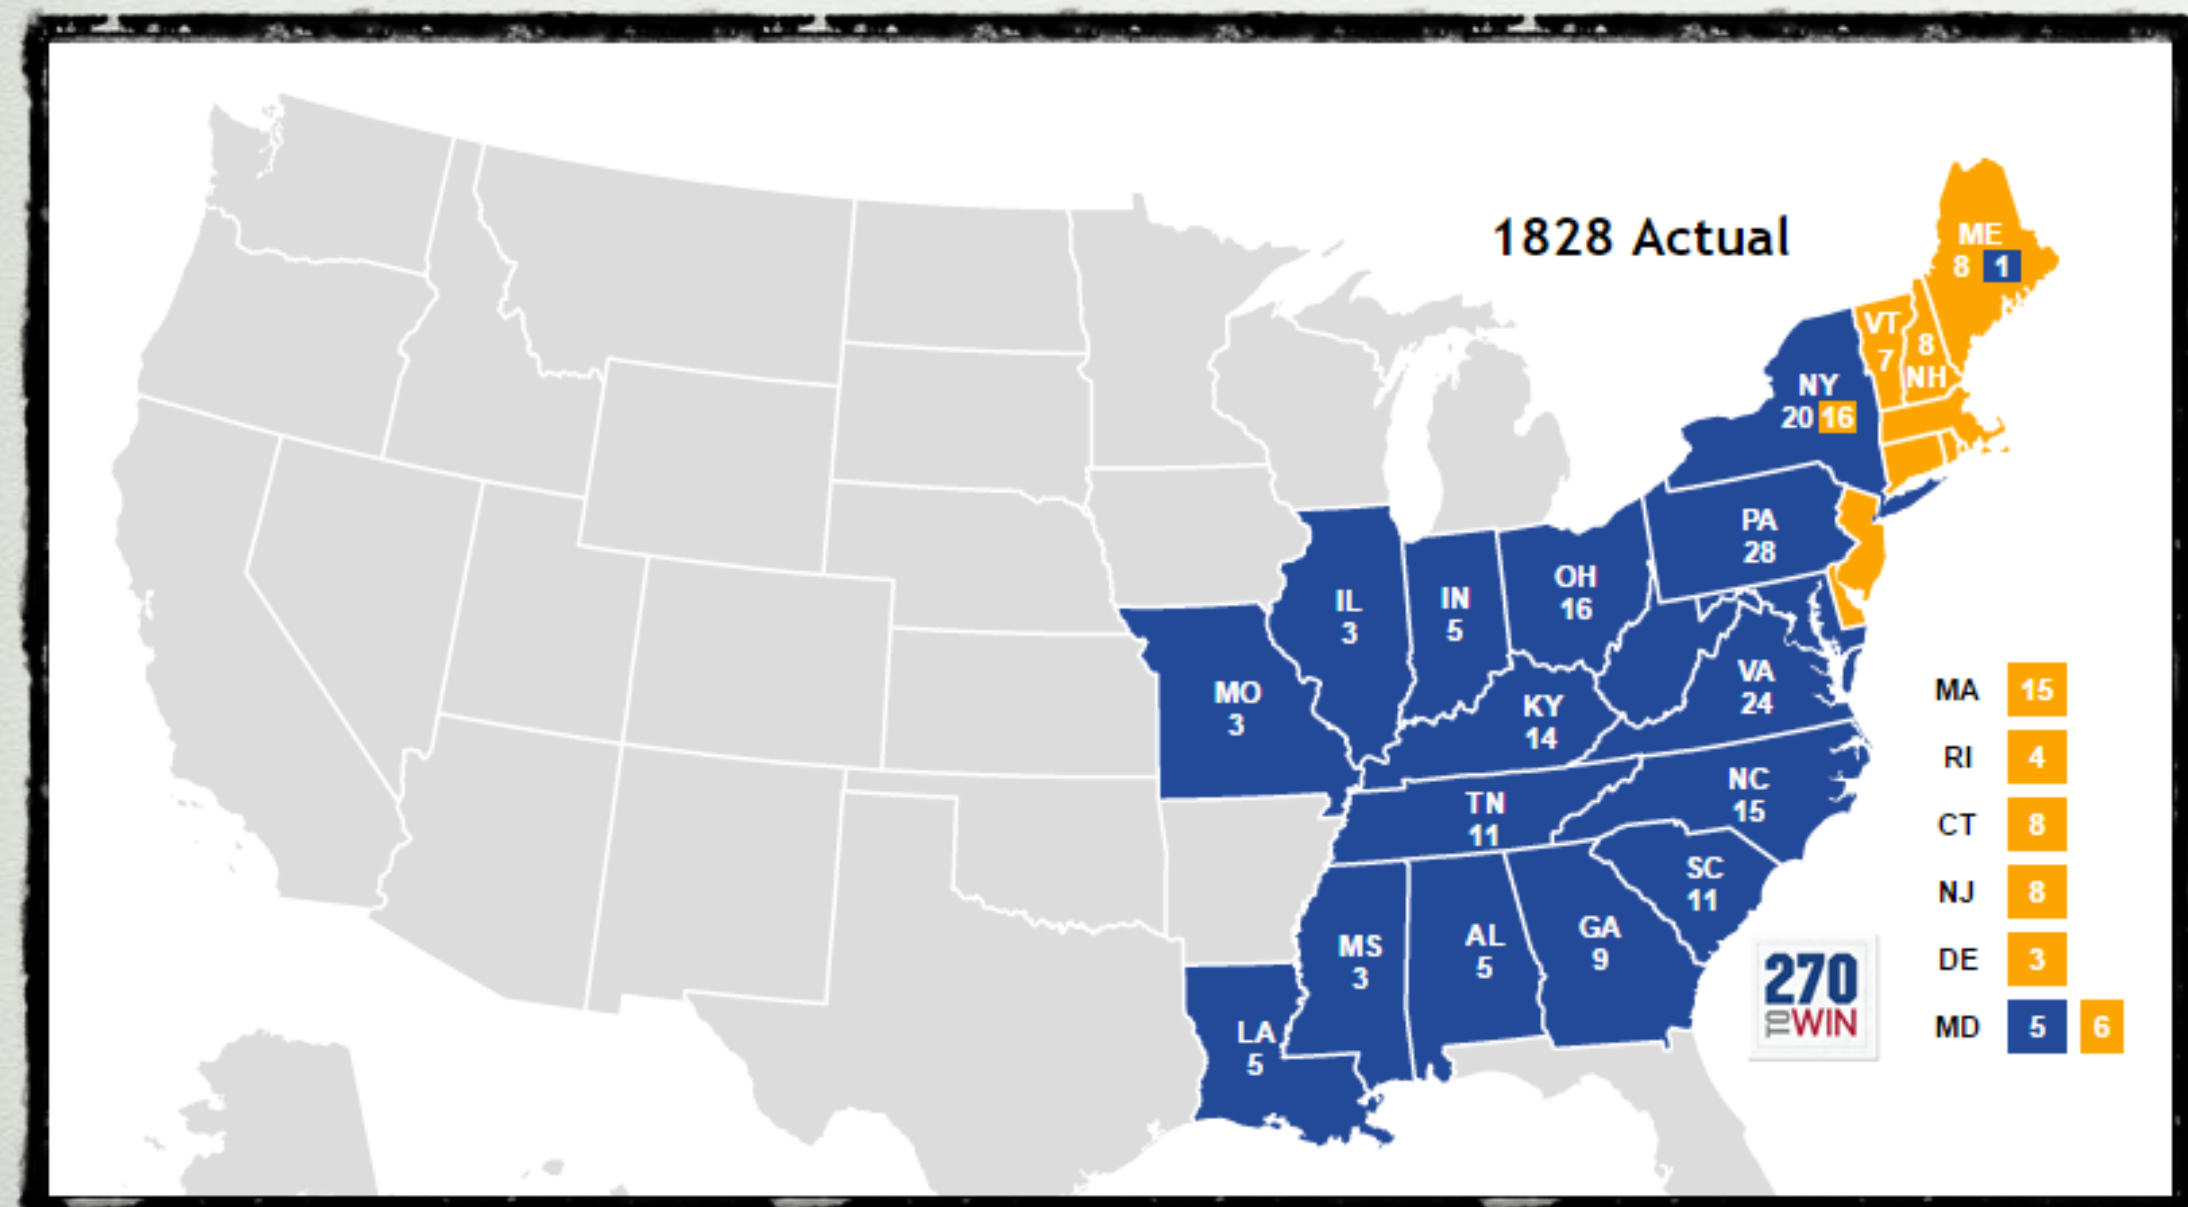 1828 Actual
ME
8 1
VT
7
8
NH
NY
20 16
PA
28
OH
16
IL
3
IN
5
MO
3
KY
14
VA
24
TN
11
NC
15
SC
11
MS
3
AL
5
GA
9
LA
5
MA 15
RI 4
CT 8
NJ 8
DE 3
MD 5 6
270
TO WIN